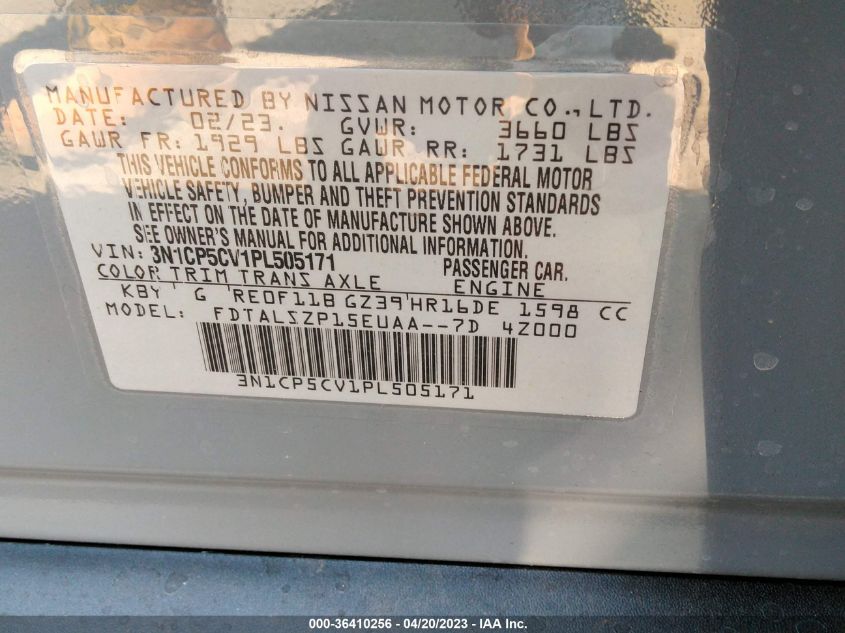 MANUFACTURED BY NISSAN MOTOR CO., LTD.
DATE: 02/23. GVWR: 3660 LBS
GAWR FR: 1929 LBS GAWR RR: 1731 LBS
THIS VEHICLE CONFORMS TO ALL APPLICABLE FEDERAL MOTOR
VEHICLE SAFETY, BUMPER AND THEFT PREVENTION STANDARDS
IN EFFECT ON THE DATE OF MANUFACTURE SHOWN ABOVE.
SEE OWNER'S MANUAL FOR ADDITIONAL INFORMATION.
VIN: 3N1CP5CV1PL505171 PASSENGER CAR.
COLOR TRIM TRANS AXLE ENGINE
KBY G RE0F11B GZ39 HR16DE 1598 CC
MODEL: FDTALSZP15EUAA--7D 4Z000
3N1CP5CV1PL505171
000-36410256 - 04/20/2023 - IAA Inc.